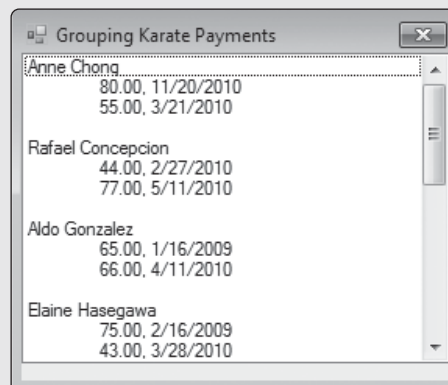 Grouping Karate Payments
Anne Chong
80.00, 11/20/2010
55.00, 3/21/2010
Rafael Concepcion
44.00, 2/27/2010
77.00, 5/11/2010
Aldo Gonzalez
65.00, 1/16/2009
66.00, 4/11/2010
Elaine Hasegawa
75.00, 2/16/2009
43.00, 3/28/2010